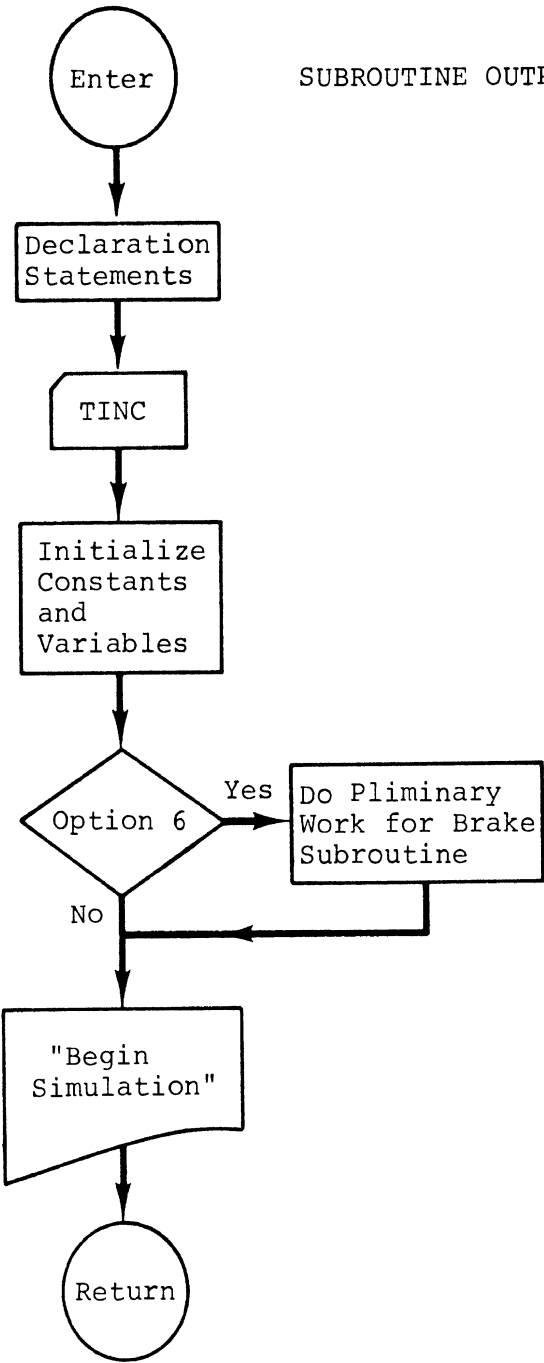 Enter
SUBROUTINE
Declaration
Statements
TINC
Initialize
Constants
and
Variables
Option 6
Yes
Do Pliminary
Work for Brake
Subroutine
No
"Begin
Simulation"
Return